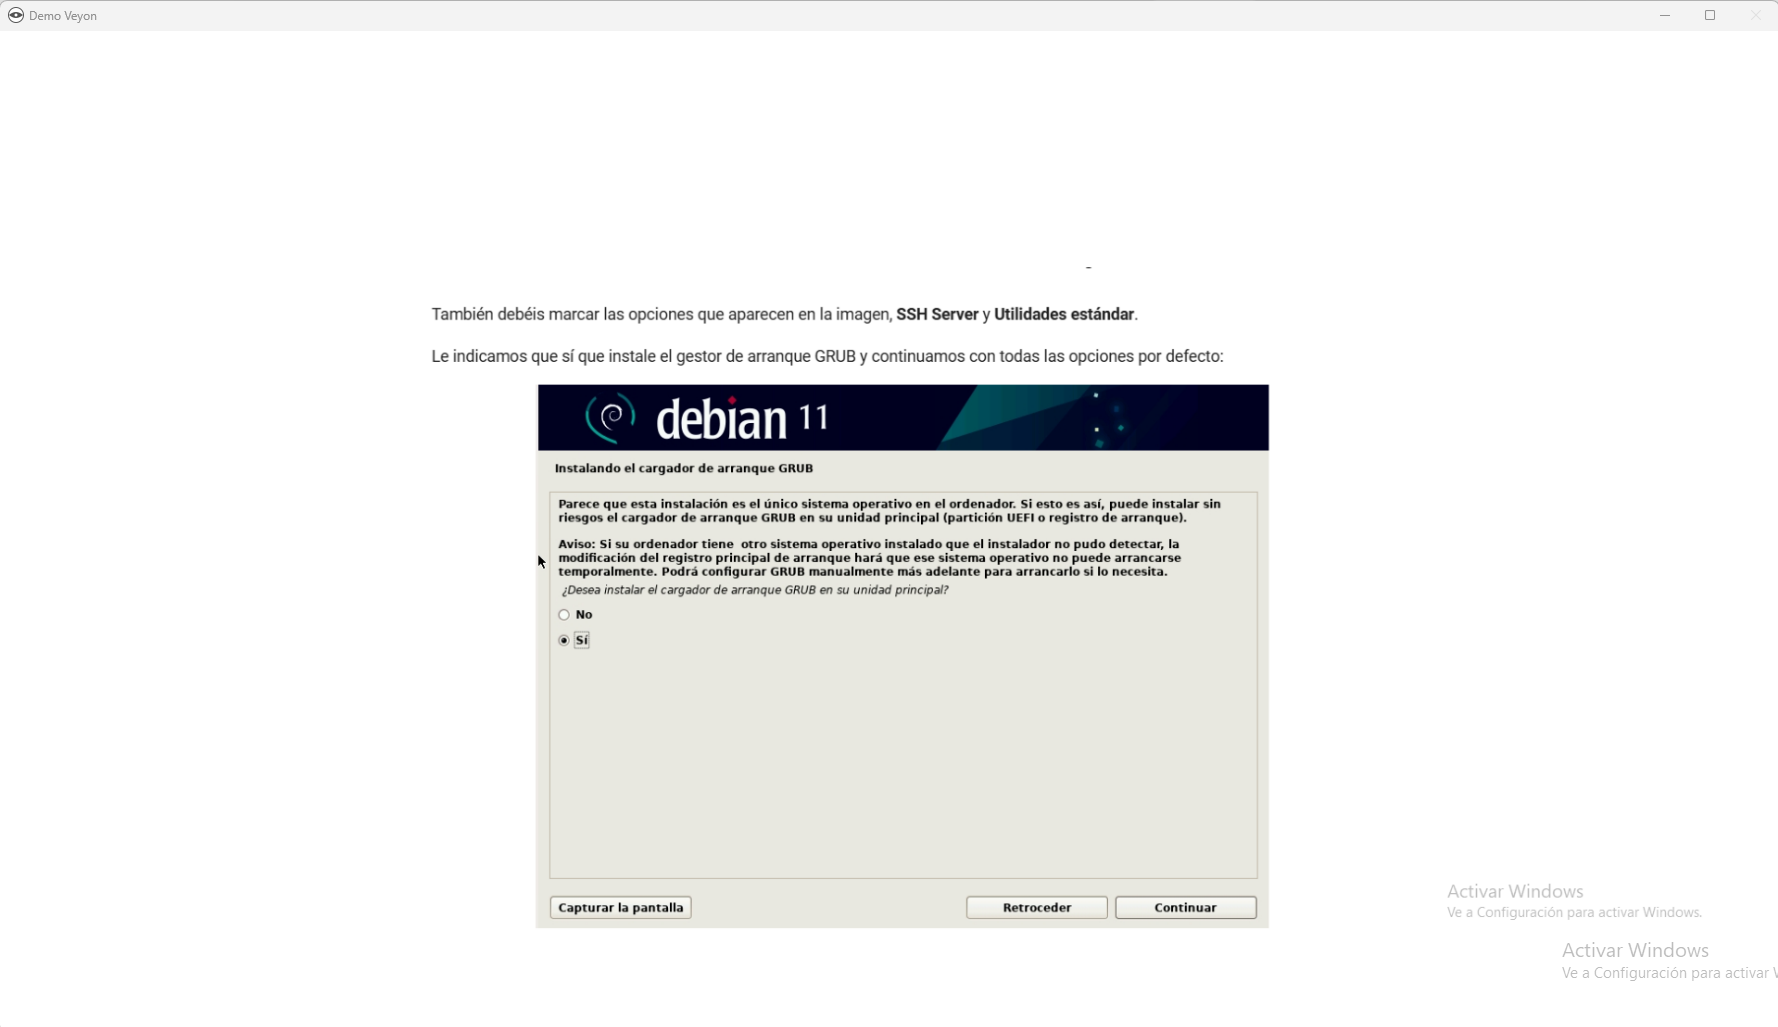 Demo Veyon
También debéis marcar las opciones que aparecen en la imagen, SSH Server y Utilidades estándar.
Le indicamos que sí que instale el gestor de arranque GRUB y continuamos con todas las opciones por defecto:
debian 11
Instalando el cargador de arranque GRUB
Parece que esta instalación es el único sistema operativo en el ordenador. Si esto es así, puede instalar sin
riesgos el cargador de arranque GRUB en su unidad principal (partición UEFI o registro de arranque).
Aviso: Si su ordenador tiene  otro sistema operativo instalado que el instalador no pudo detectar, la
modificación del registro principal de arranque hará que ese sistema operativo no puede arrancarse
temporalmente. Podrá configurar GRUB manualmente más adelante para arrancarlo si lo necesita.
¿Desea instalar el cargador de arranque GRUB en su unidad principal?
No
Sí
Capturar la pantalla
Retroceder
Continuar
Activar Windows
Ve a Configuración para activar Windows.
Activar Windows
Ve a Configuración para activar